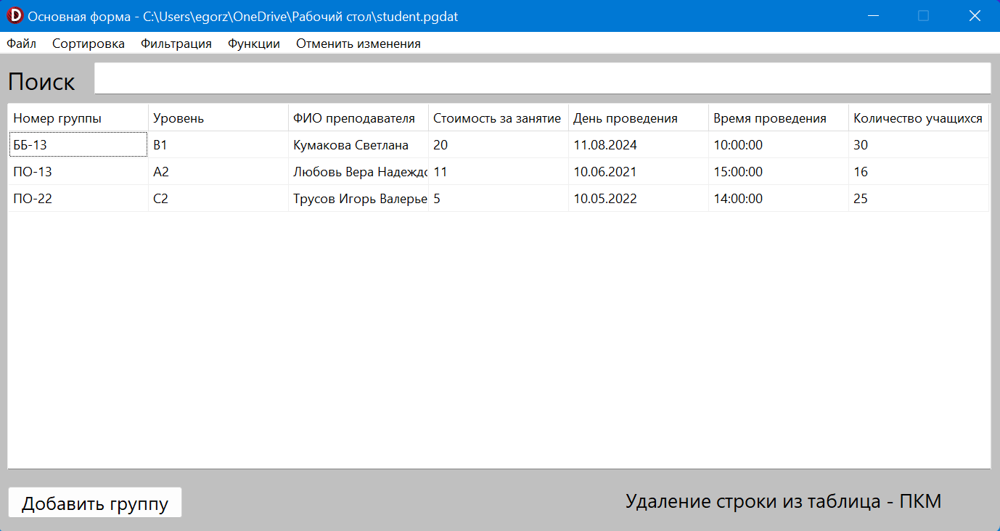 D Основная форма - C:\Users\egorz\OneDrive\Рабочий стол\student.pgdat
Файл Сортировка Фильтрация Функции Отменить изменения
Поиск
Номер группы Уровень ФИО преподавателя Стоимость за занятие День проведения Время проведения Количество учащихся
ББ-13 B1 Кумакова Светлана 20 11.08.2024 10:00:00 30
ПО-13 A2 Любовь Вера Надеждо 11 10.06.2021 15:00:00 16
ПО-22 C2 Трусов Игорь Валерье 5 10.05.2022 14:00:00 25
Добавить группу Удаление строки из таблица - ПКМ